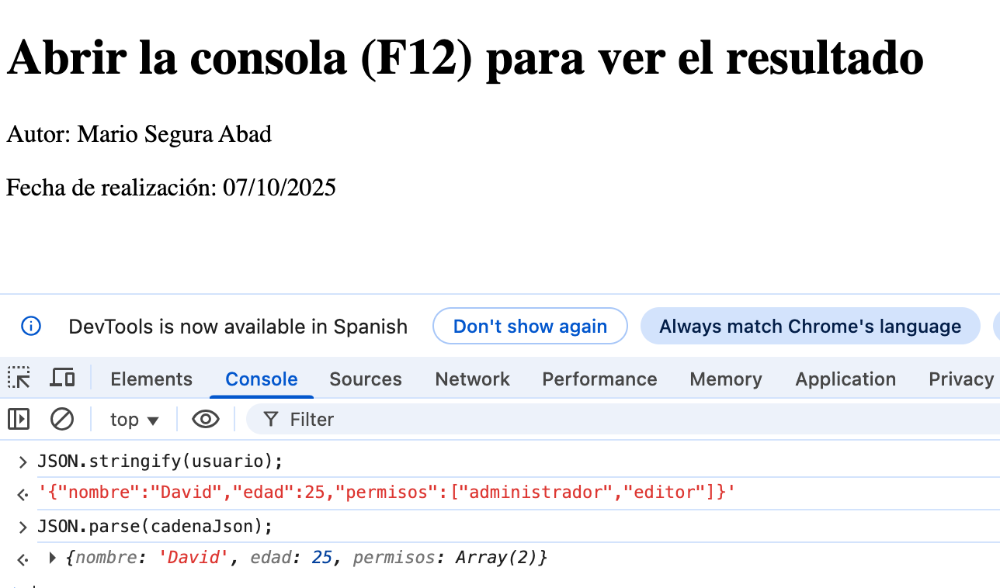 Abrir la consola (F12) para ver el resultado
Autor: Mario Segura Abad
Fecha de realización: 07/10/2025
DevTools is now available in Spanish Don't show again Always match Chrome's language
Elements Console Sources Network Performance Memory Application Privacy
top Filter
JSON.stringify(usuario);
'{"nombre":"David","edad":25,"permisos":["administrador","editor"]}'
JSON.parse(cadenaJson);
{nombre: 'David', edad: 25, permisos: Array(2)}